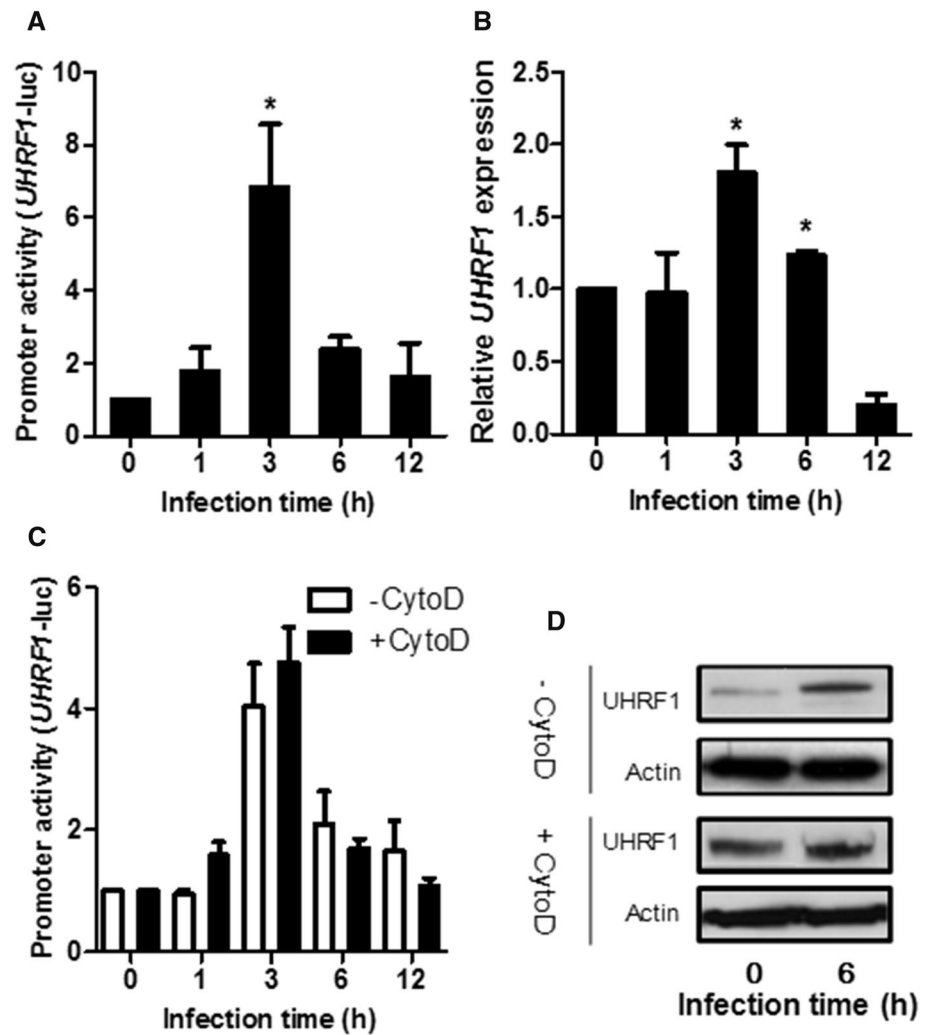 A
Promoter activity (UHRF1-luc)
10
8
6
4
2
0
*
0 1 3 6 12
Infection time (h)
B
Relative UHRF1 expression
2.5
2.0
1.5
1.0
0.5
0.0
* *
0 1 3 6 12
Infection time (h)
C
Promoter activity (UHRF1-luc)
6
4
2
0
-CytoD
+CytoD
0 1 3 6 12
Infection time (h)
D
- CytoD
UHRF1
Actin
+ CytoD
UHRF1
Actin
0 6
Infection time (h)